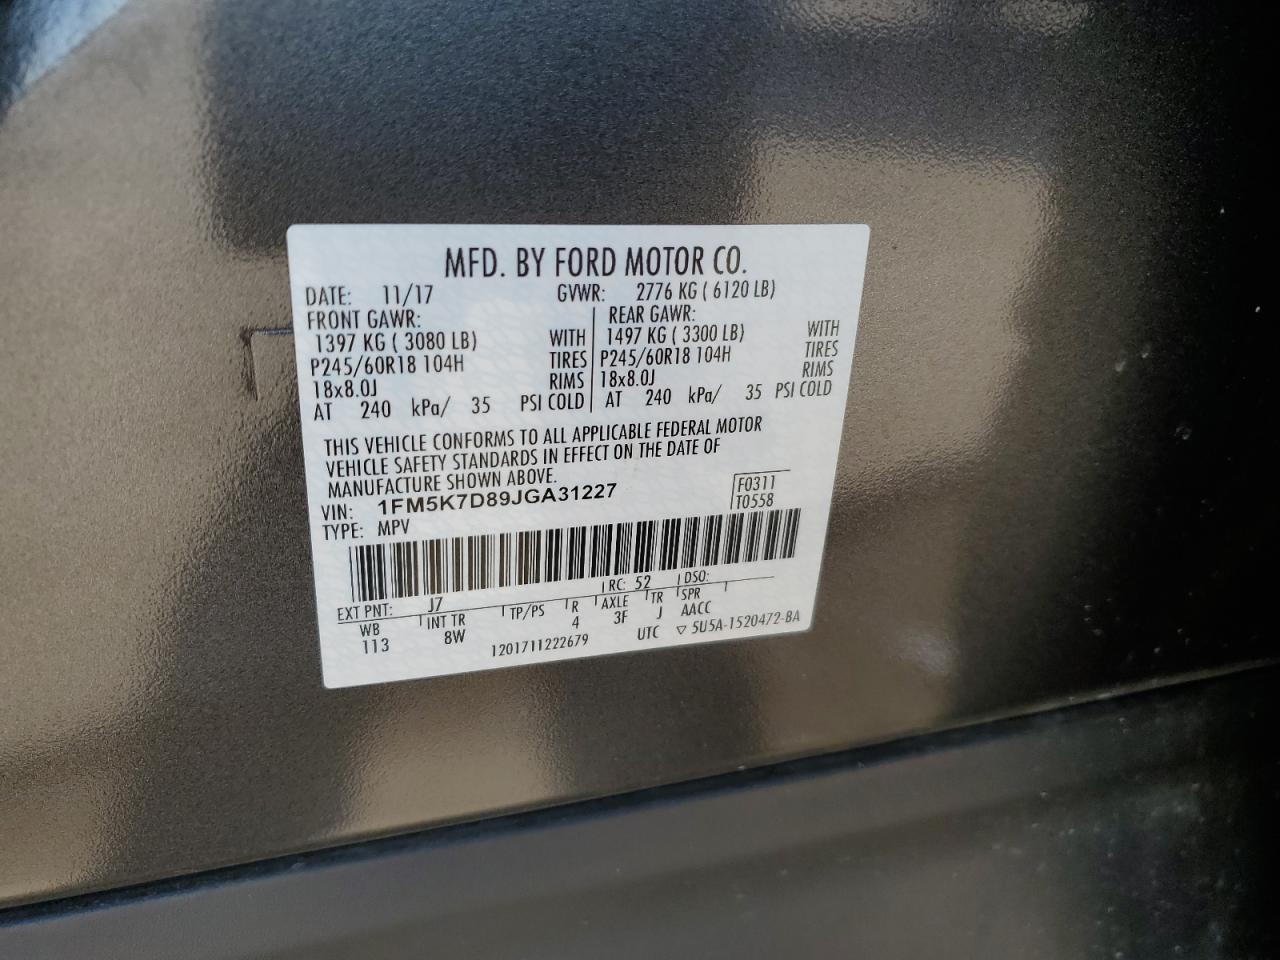 MFD. BY FORD MOTOR CO.
DATE: 11/17 GVWR: 2776 KG ( 6120 LB)
FRONT GAWR: REAR GAWR:
1397 KG ( 3080 LB) WITH 1497 KG ( 3300 LB) WITH
P245/60R18 104H TIRES P245/60R18 104H TIRES
18x8.0J RIMS 18x8.0J RIMS
AT 240 kPa/ 35 PSI COLD AT 240 kPa/ 35 PSI COLD
THIS VEHICLE CONFORMS TO ALL APPLICABLE FEDERAL MOTOR
VEHICLE SAFETY STANDARDS IN EFFECT ON THE DATE OF
MANUFACTURE SHOWN ABOVE.
VIN: 1FM5K7D89JGA31227 F0311
TYPE: MPV T0558
EXT PNT: J7 RC: 52 DSO:
WB INT TR TP/PS R AXLE TR SPR
113 8W 4 3F J AACC
1201711222679 UTC ▽ 5U5A-1520472-BA